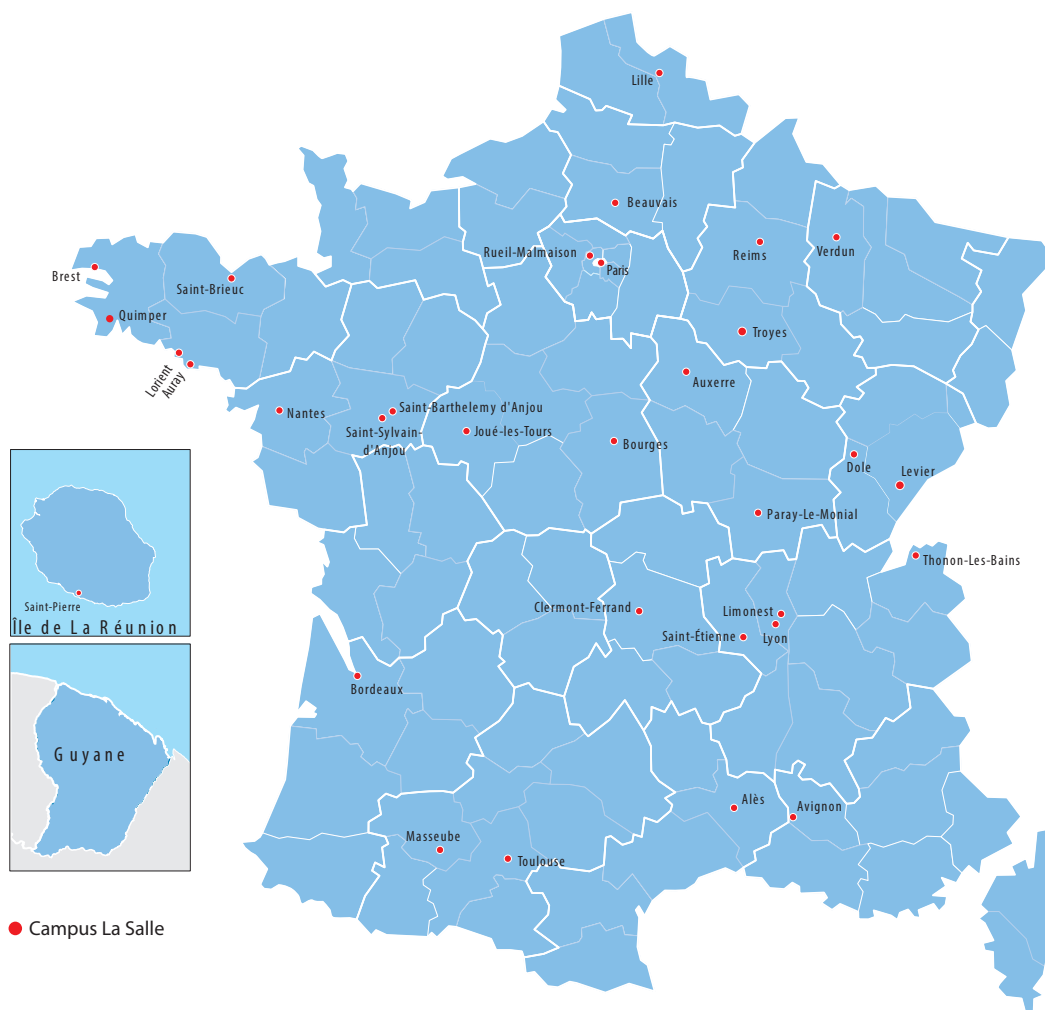 Lille
Beauvais
Rueil-Malmaison
Paris
Reims
Verdun
Brest
Saint-Brieuc
Quimper
Lorient
Auray
Troyes
Auxerre
Nantes
Saint-Barthelemy d'Anjou
Saint-Sylvain-
d'Anjou
Joué-les-Tours
Bourges
Dole
Levier
Paray-Le-Monial
Thonon-Les-Bains
Clermont-Ferrand
Limonest
Saint-Étienne
Lyon
Saint-Pierre
Île de La Réunion
Bordeaux
Guyane
Alès
Avignon
Masseube
Toulouse
Campus La Salle